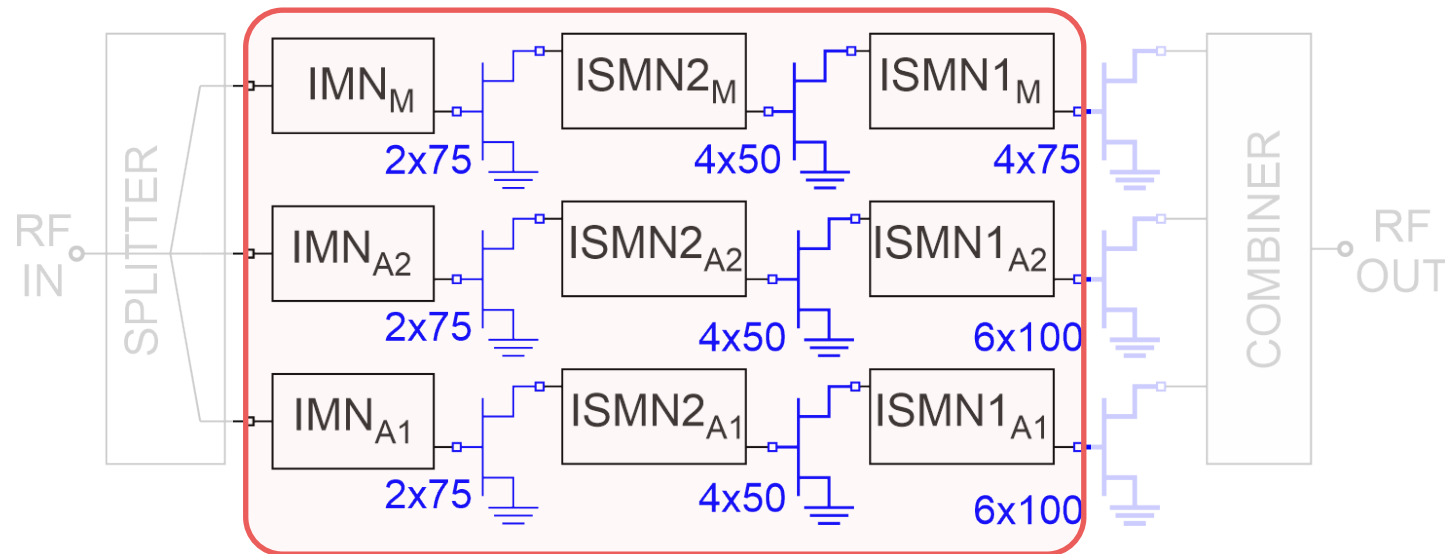 RF
IN
SPLITTER
IMN_M
2x75
ISMN2_M
4x50
ISMN1_M
4x75
IMN_A2
2x75
ISMN2_A2
4x50
ISMN1_A2
6x100
IMN_A1
2x75
ISMN2_A1
4x50
ISMN1_A1
6x100
COMBINER
RF
OUT